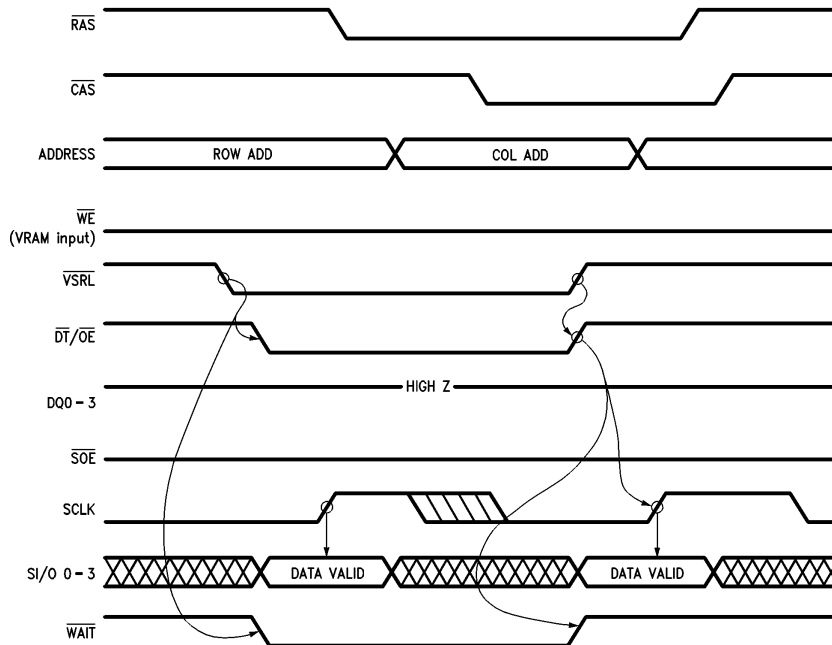 RAS
CAS
ADDRESS ROW ADD COL ADD
WE
(VRAM input)
VSRL
DT/OE
HIGH Z
DQ0-3
SOE
SCLK
SI/O 0-3 DATA VALID DATA VALID
WAIT